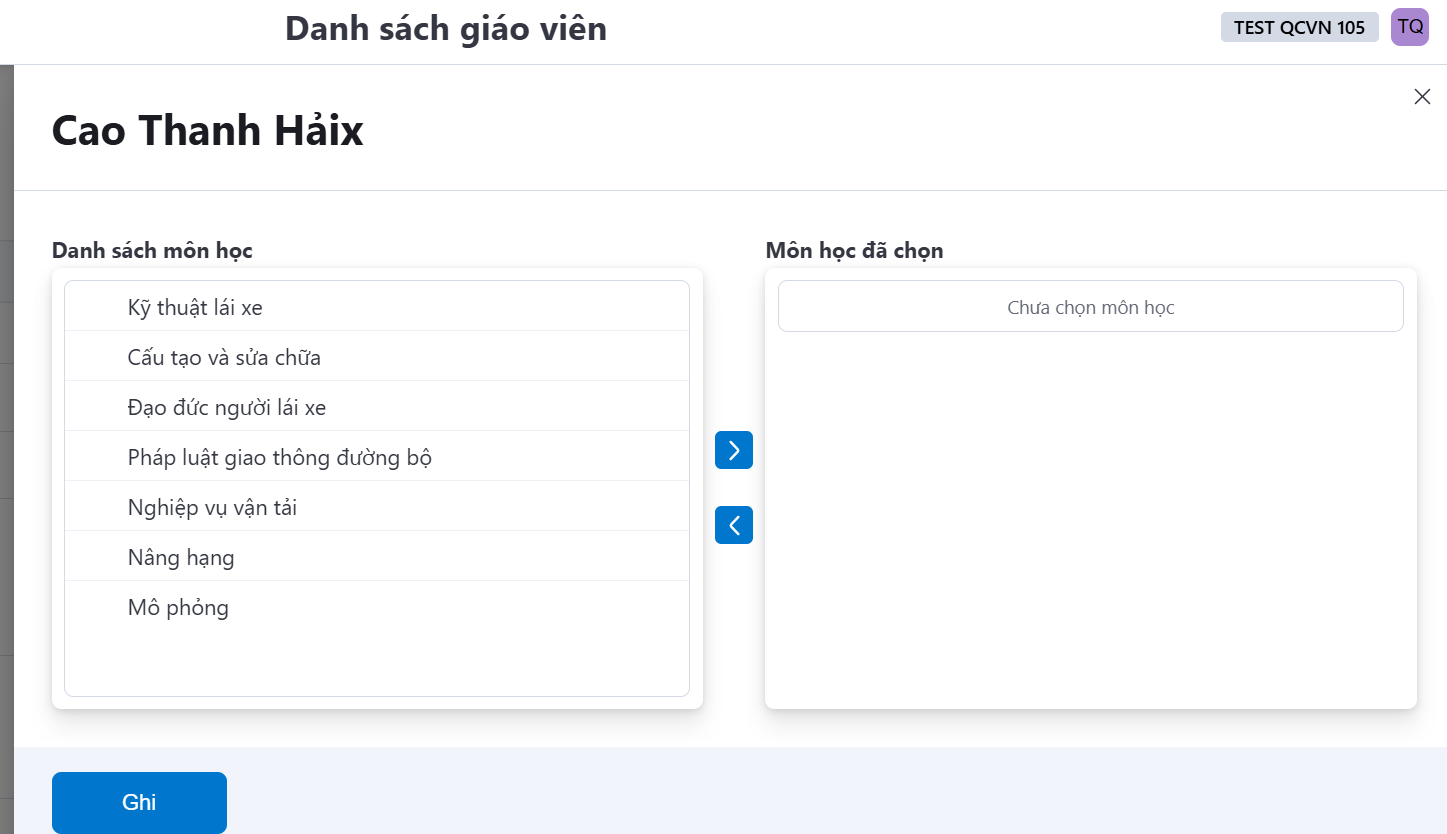 Danh sách giáo viên
TEST QCVN 105
TQ
Cao Thanh Hảix
Danh sách môn học
Kỹ thuật lái xe
Cấu tạo và sửa chữa
Đạo đức người lái xe
Pháp luật giao thông đường bộ
Nghiệp vụ vận tải
Nâng hạng
Mô phỏng
Môn học đã chọn
Chưa chọn môn học
Ghi